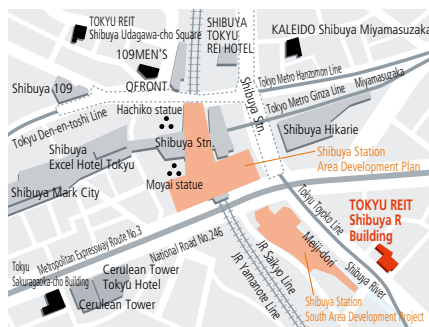 TOKYU REIT
Shibuya Udagawa-cho Square
SHIBUYA
TOKYU
REI HOTEL
KALEIDO Shibuya Miyamasuzaka
109MEN'S
QFRONT
Tokyo Metro Hanzomon Line
Shibuya 109
Hachiko statue
Shibuya Stn.
Tokyo Metro Ginza Line
Miyamasuzaka
Tokyu Den-en-toshi Line
Shibuya
Excel Hotel Tokyu
Shibuya Stn.
Shibuya Hikarie
Shibuya Station
Area Development Plan
Shibuya Mark City
Moyai statue
Tokyu Toyoko Line
TOKYU REIT
Shibuya R
Building
Metropolitan Expressway Route No.3
National Road No.246
Meiji-dori
JR Saikyo Line
JR Yamanote Line
Shibuya River
Tokyu
Sakuragaoka-cho Building
Cerulean Tower
Tokyu Hotel
Cerulean Tower
Shibuya Station
South Area Development Project